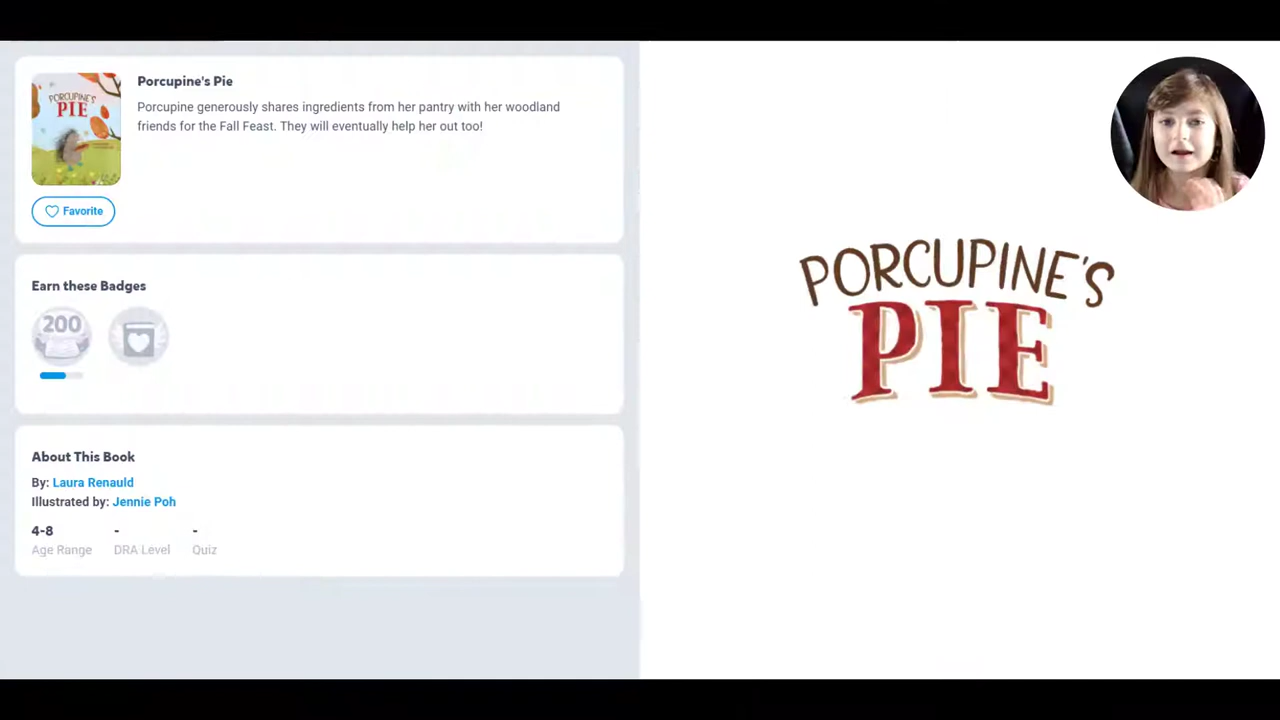 Porcupine's Pie
Porcupine generously shares ingredients from her pantry with her woodland
friends for the Fall Feast. They will eventually help her out too!
PORCUPINE'S
PIE
Favorite
Earn these Badges
200
About This Book
By: Laura Renauld
Illustrated by: Jennie Poh
4-8 - -
Age Range DRA Level Quiz
PORCUPINE'S
PIE